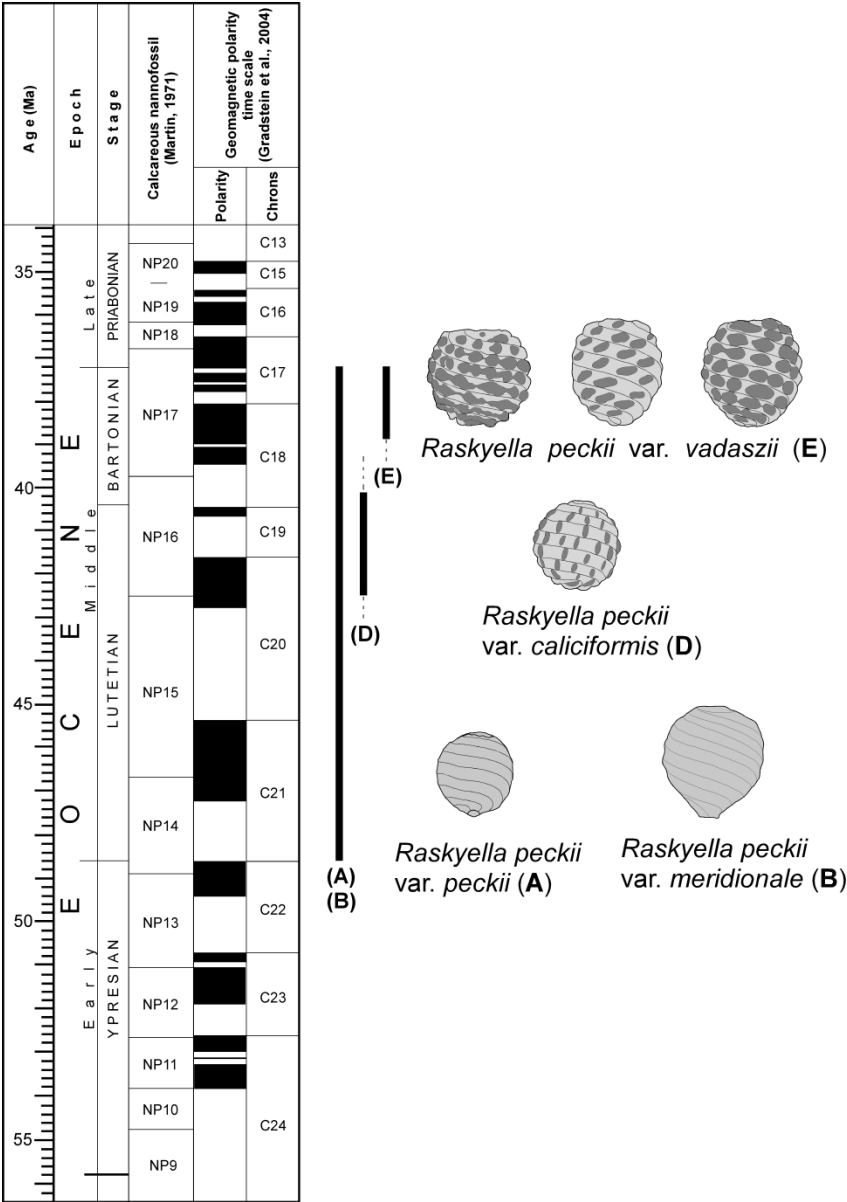 Age (Ma)
Epoch
Stage
Calcareous nannofossil
(Martin, 1971)
Geomagnetic polarity
time scale
(Gradstein et al., 2004)
Polarity
Chrons
35
40
45
50
55
EOCENE
Late
Middle
Early
PRIABONIAN
BARTONIAN
LUTETIAN
YPRESIAN
NP20
NP19
NP18
NP17
NP16
NP15
NP14
NP13
NP12
NP11
NP10
NP9
C13
C15
C16
C17
C18
C19
C20
C21
C22
C23
C24
(E)
(D)
(A)
(B)
Raskyella peckii var. vadaszii (E)
Raskyella peckii
var. caliciformis (D)
Raskyella peckii
var. peckii (A)
Raskyella peckii
var. meridionale (B)